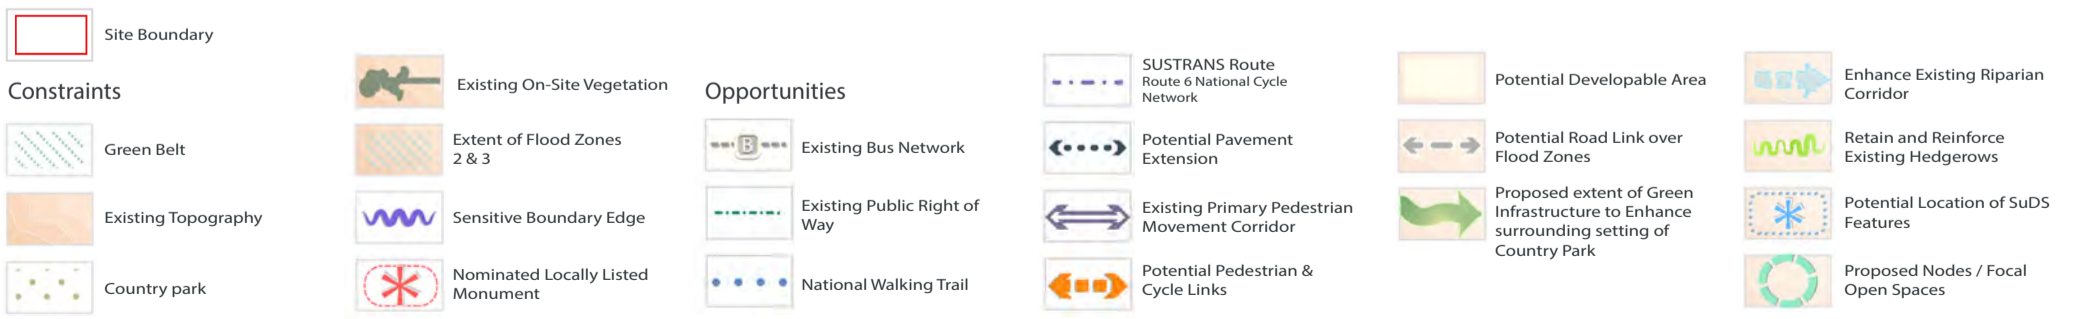 Site Boundary
Constraints
Green Belt
Existing Topography
Country park
Existing On-Site Vegetation
Extent of Flood Zones
2 & 3
Sensitive Boundary Edge
Nominated Locally Listed
Monument
Opportunities
B
Existing Bus Network
Existing Public Right of
Way
National Walking Trail
SUSTRANS Route
Route 6 National Cycle
Network
Potential Pavement
Extension
Existing Primary Pedestrian
Movement Corridor
Potential Pedestrian &
Cycle Links
Potential Developable Area
Potential Road Link over
Flood Zones
Proposed extent of Green
Infrastructure to Enhance
surrounding setting of
Country Park
Enhance Existing Riparian
Corridor
Retain and Reinforce
Existing Hedgerows
Potential Location of SuDS
Features
Proposed Nodes / Focal
Open Spaces